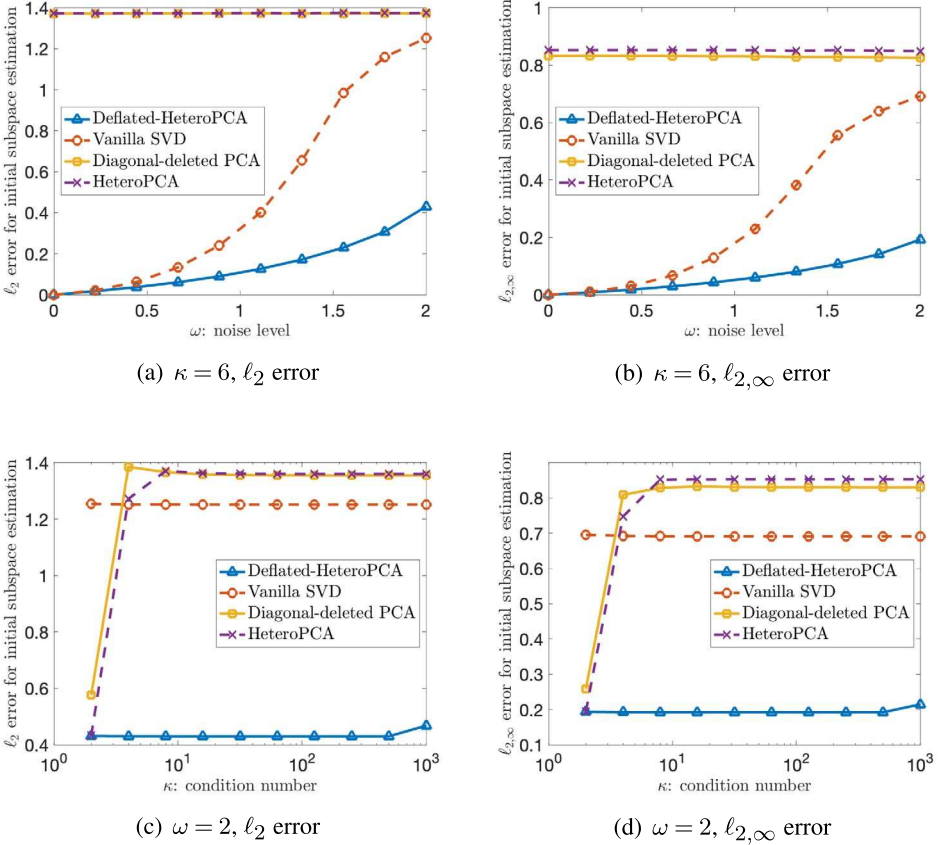 1.4
1.2
1
0.8
0.6
0.4
0.2
0
ℓ2 error for initial subspace estimation
Deflated-HeteroPCA
Vanilla SVD
Diagonal-deleted PCA
HeteroPCA
0 0.5 1 1.5 2
ω: noise level
(a) κ = 6, ℓ2 error
1
0.8
0.6
0.4
0.2
0
ℓ2,∞ error for initial subspace estimation
Deflated-HeteroPCA
Vanilla SVD
Diagonal-deleted PCA
HeteroPCA
0 0.5 1 1.5 2
ω: noise level
(b) κ = 6, ℓ2,∞ error
1.4
1.2
1
0.8
0.6
0.4
ℓ2 error for initial subspace estimation
Deflated-HeteroPCA
Vanilla SVD
Diagonal-deleted PCA
HeteroPCA
10^0 10^1 10^2 10^3
κ: condition number
(c) ω = 2, ℓ2 error
0.8
0.7
0.6
0.5
0.4
0.3
0.2
0.1
ℓ2,∞ error for initial subspace estimation
Deflated-HeteroPCA
Vanilla SVD
Diagonal-deleted PCA
HeteroPCA
10^0 10^1 10^2 10^3
κ: condition number
(d) ω = 2, ℓ2,∞ error